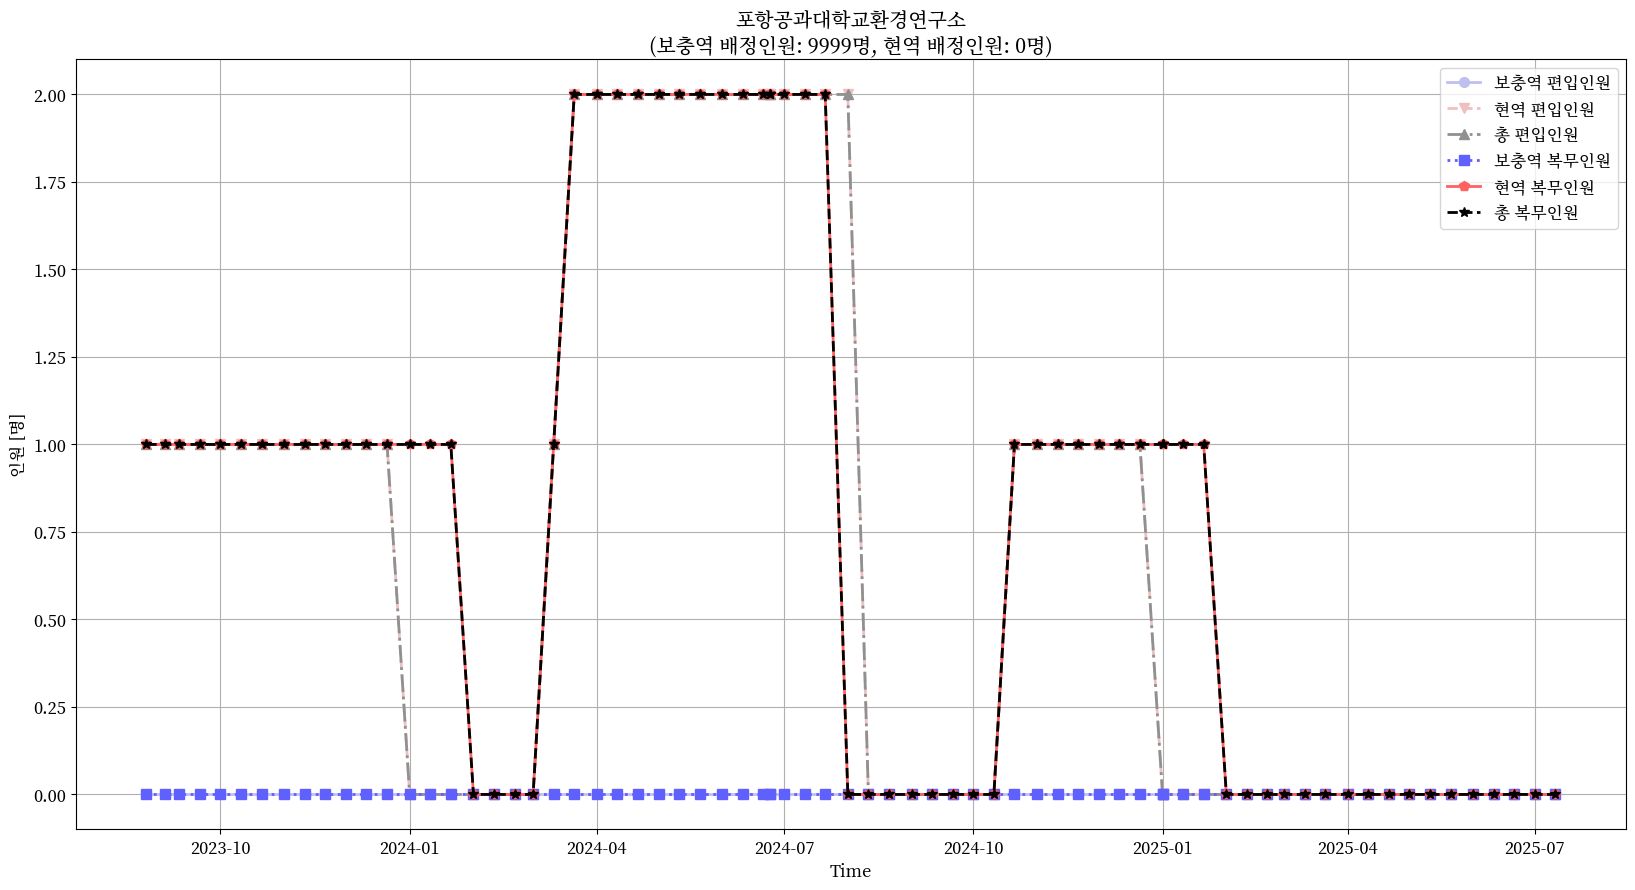 포항공과대학교환경연구소
(보충역 배정인원: 9999명, 현역 배정인원: 0명)
보충역 편입인원
현역 편입인원
총 편입인원
보충역 복무인원
현역 복무인원
총 복무인원
인원 [명]
2.00
1.75
1.50
1.25
1.00
0.75
0.50
0.25
0.00
2023-10
2024-01
2024-04
2024-07
2024-10
2025-01
2025-04
2025-07
Time